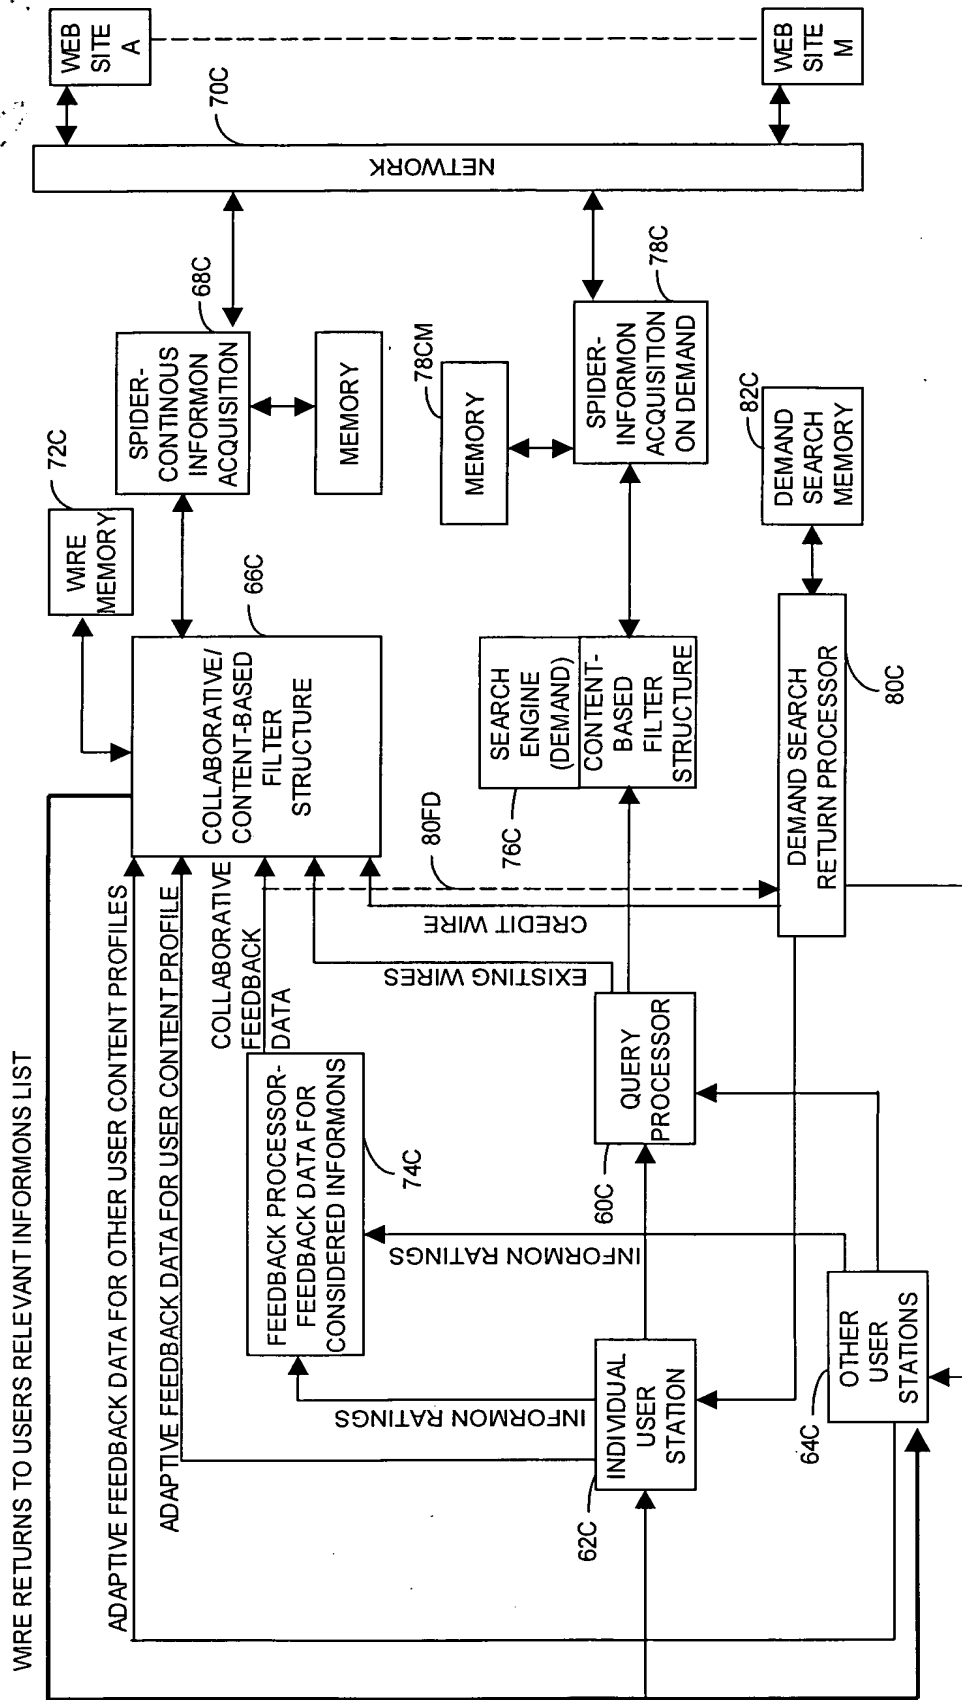 WIRE RETURNS TO USERS RELEVANT INFORMONS LIST
ADAPTIVE FEEDBACK DATA FOR OTHER USER CONTENT PROFILES
ADAPTIVE FEEDBACK DATA FOR USER CONTENT PROFILE
COLLABORATIVE
FEEDBACK
DATA
FEEDBACK PROCESSOR-
FEEDBACK DATA FOR
CONSIDERED INFORMONS
74C
INFORMON RATINGS
INFORMON RATINGS
INDIVIDUAL
USER
STATION
62C
OTHER
USER
STATIONS
64C
QUERY
PROCESSOR
60C
EXISTING WIRES
CREDIT WIRE
80FD
COLLABORATIVE/
CONTENT-BASED
FILTER
STRUCTURE
66C
WIRE
MEMORY
72C
SPIDER-
CONTINOUS
INFORMON
ACQUISITION
68C
MEMORY
SEARCH
ENGINE
(DEMAND)
CONTENT-
BASED
FILTER
STRUCTURE
76C
MEMORY
78CM
SPIDER-
INFORMON
ACQUISITION
ON DEMAND
78C
DEMAND SEARCH
RETURN PROCESSOR
80C
DEMAND
SEARCH
MEMORY
82C
NETWORK
70C
WEB
SITE
A
WEB
SITE
M